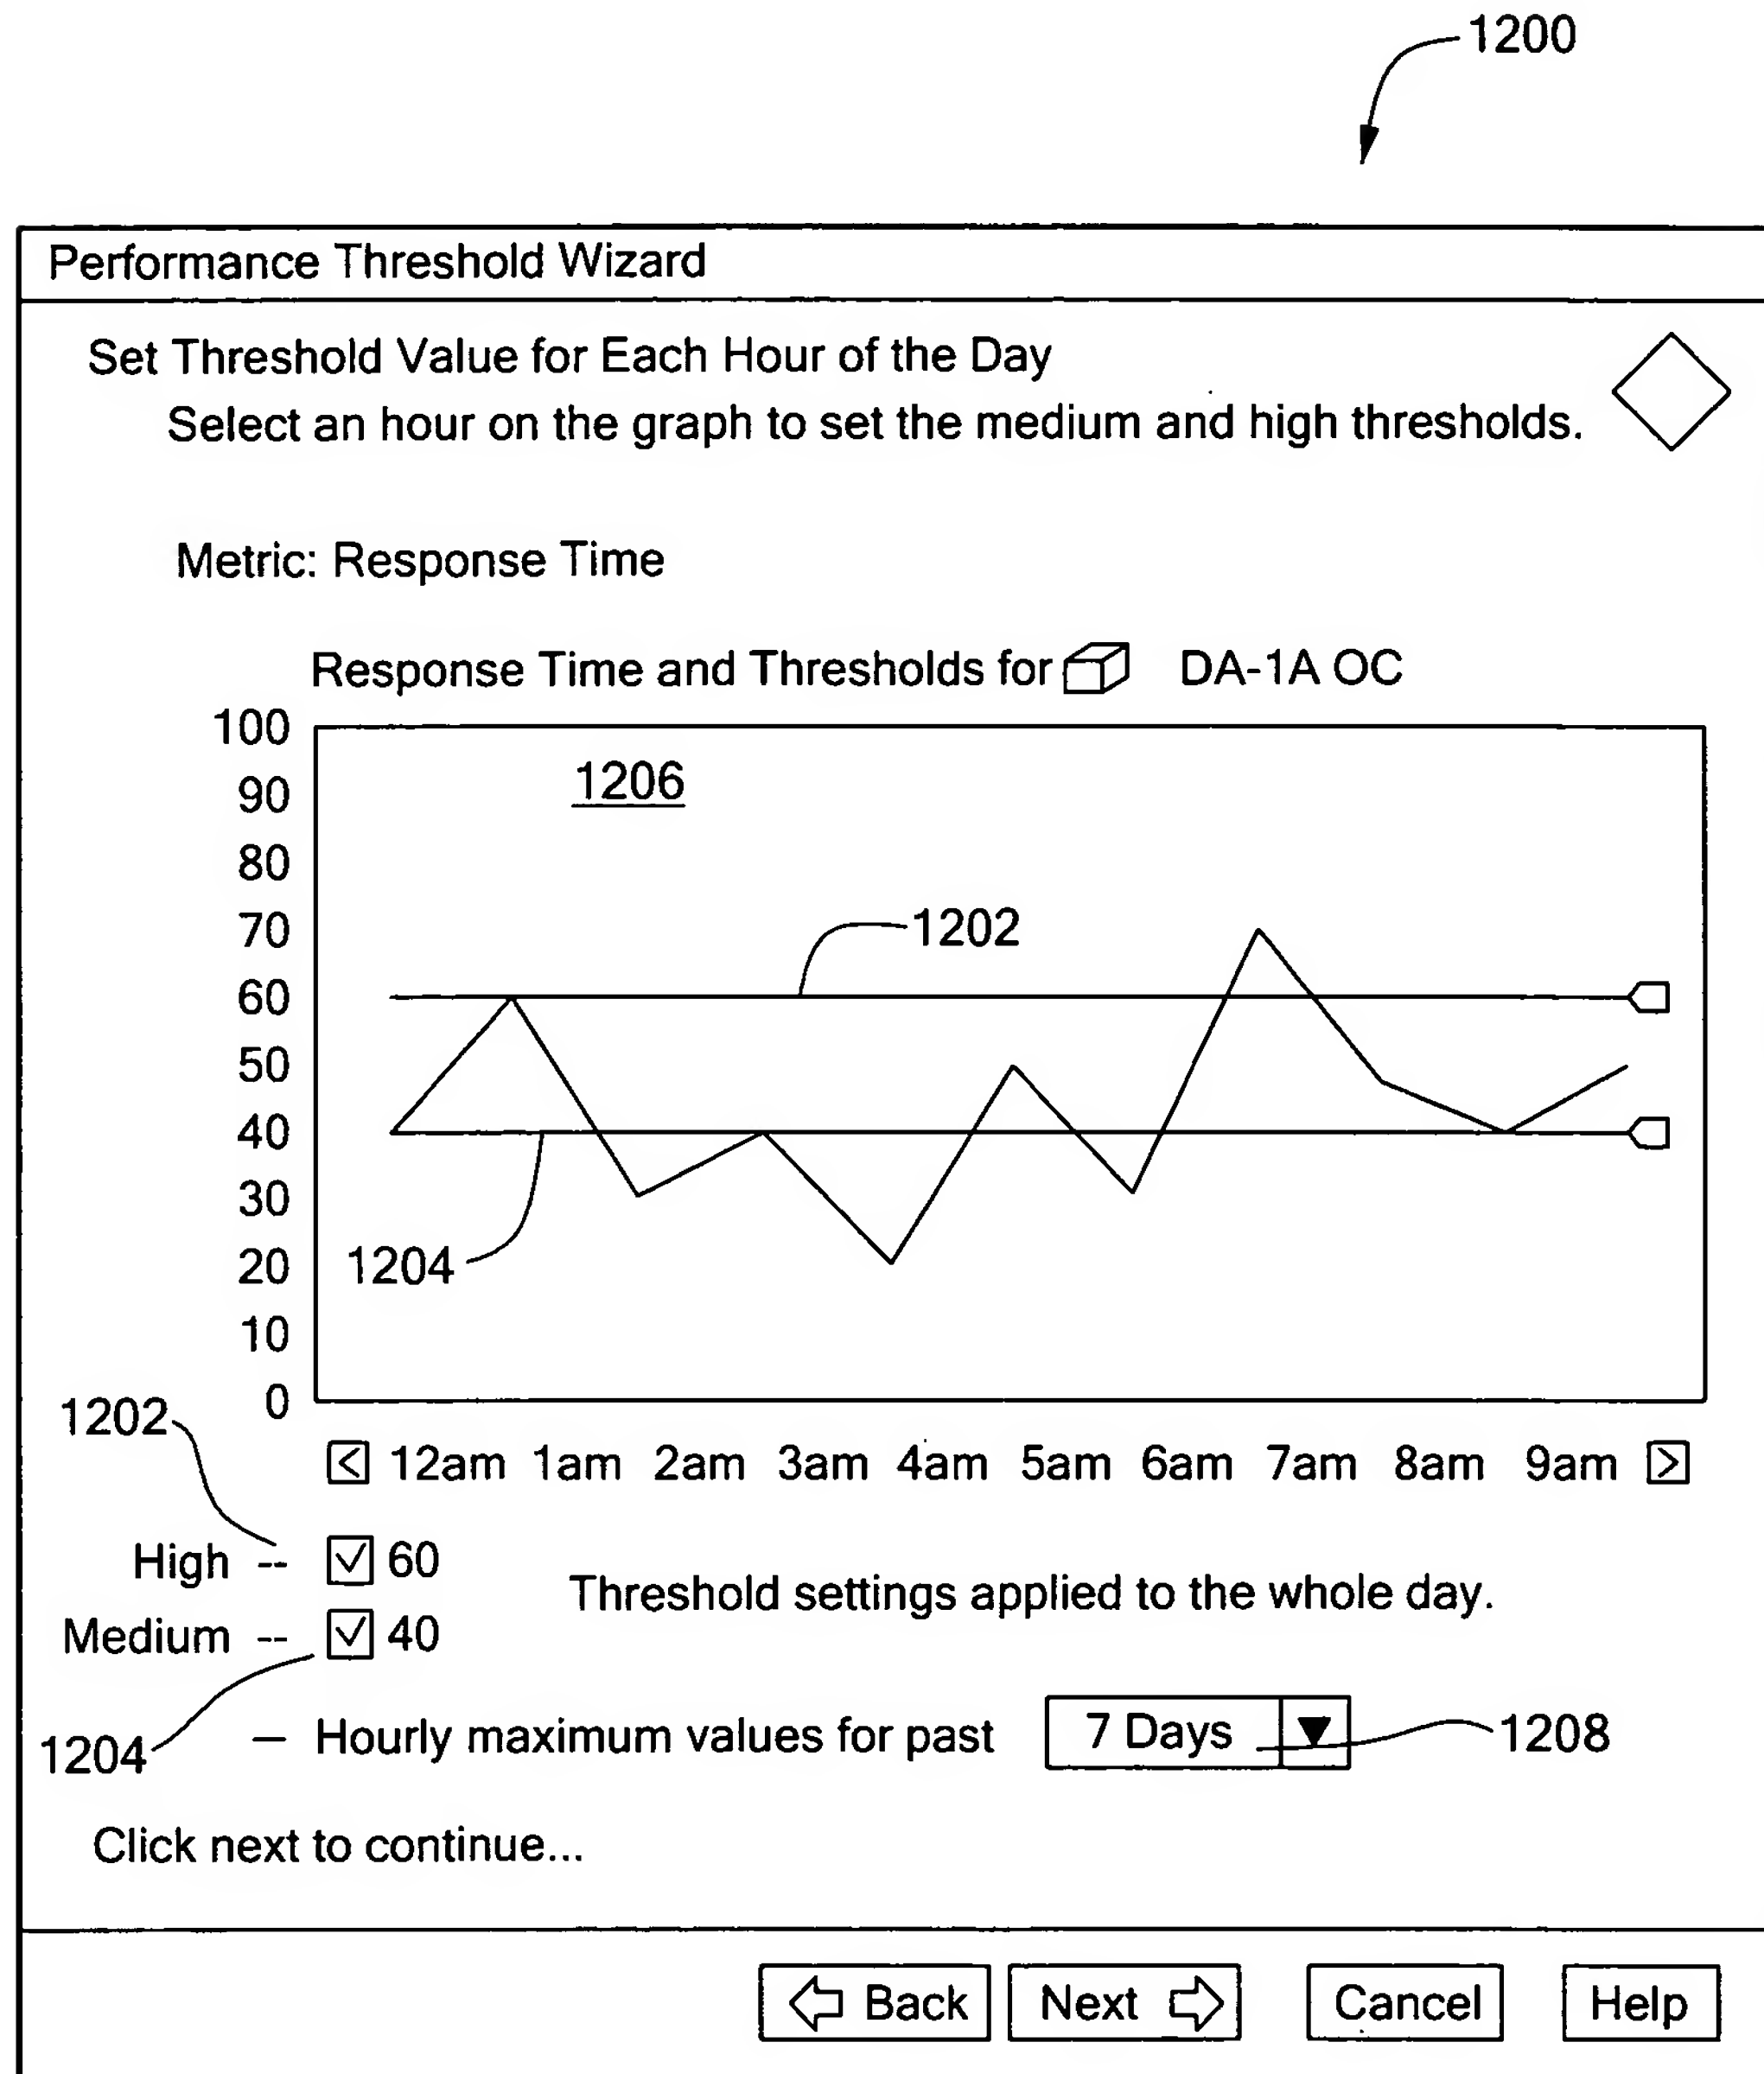 1200
Performance Threshold Wizard
Set Threshold Value for Each Hour of the Day
Select an hour on the graph to set the medium and high thresholds.
Metric: Response Time
Response Time and Thresholds for DA-1A OC
100
90
1206
80
70
1202
60
50
40
30
20
1204
10
0
1202
< 12am 1am 2am 3am 4am 5am 6am 7am 8am 9am >
High -- 60
Threshold settings applied to the whole day.
Medium -- 40
1204
– Hourly maximum values for past 7 Days
1208
Click next to continue...
Back Next Cancel Help